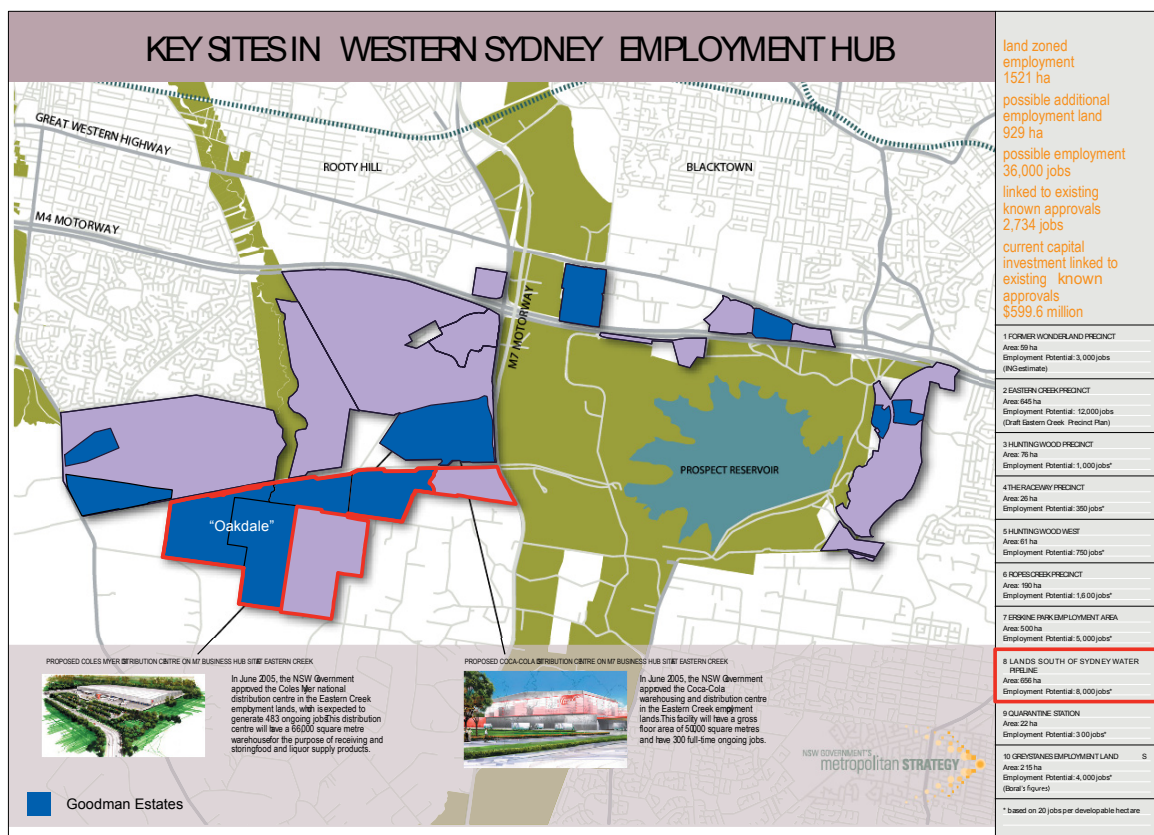 KEY SITES IN WESTERN SYDNEY EMPLOYMENT HUB
GREAT WESTERN HIGHWAY
ROOTY HILL
BLACKTOWN
M4 MOTORWAY
M7 MOTORWAY
PROSPECT RESERVOIR
"Oakdale"
PROPOSED COLES MYER DISTRIBUTION CENTRE ON M7 BUSINESS HUB SITE AT EASTERN CREEK
In June 2005, the NSW Government
approved the Coles Myer national
distribution centre in the Eastern Creek
employment lands, which is expected to
generate 483 ongoing jobs. This distribution
centre will have a 66,000 square metre
warehouse for the purpose of receiving and
storing food and liquor supply products.
PROPOSED COCA-COLA DISTRIBUTION CENTRE ON M7 BUSINESS HUB SITE AT EASTERN CREEK
In June 2005, the NSW Government
approved the Coca-Cola
warehousing and distribution centre
in the Eastern Creek employment
lands. This facility will have a gross
floor area of 50,000 square metres
and have 300 full-time ongoing jobs.
NSW GOVERNMENT'S
metropolitan STRATEGY
Goodman Estates
land zoned
employment
1521 ha
possible additional
employment land
929 ha
possible employment
36,000 jobs
linked to existing
known approvals
2,734 jobs
current capital
investment linked to
existing known
approvals
$599.6 million
1 FORMER WONDERLAND PRECINCT
Area: 59 ha
Employment Potential: 3,000 jobs
(ING estimate)
2 EASTERN CREEK PRECINCT
Area: 645 ha
Employment Potential: 12,000 jobs
(Draft Eastern Creek Precinct Plan)
3 HUNTINGWOOD PRECINCT
Area: 76 ha
Employment Potential: 1,000 jobs*
4 THE RACEWAY PRECINCT
Area: 26 ha
Employment Potential: 350 jobs*
5 HUNTINGWOOD WEST
Area: 61 ha
Employment Potential: 750 jobs*
6 ROPES CREEK PRECINCT
Area: 190 ha
Employment Potential: 1,600 jobs*
7 ERSKINE PARK EMPLOYMENT AREA
Area: 500 ha
Employment Potential: 5,000 jobs*
8 LANDS SOUTH OF SYDNEY WATER
PIPELINE
Area: 656 ha
Employment Potential: 8,000 jobs*
9 QUARANTINE STATION
Area: 22 ha
Employment Potential: 300 jobs*
10 GREYSTANES EMPLOYMENT LAND S
Area: 215 ha
Employment Potential: 4,000 jobs*
(Boral's figures)
* based on 20 jobs per developable hectare